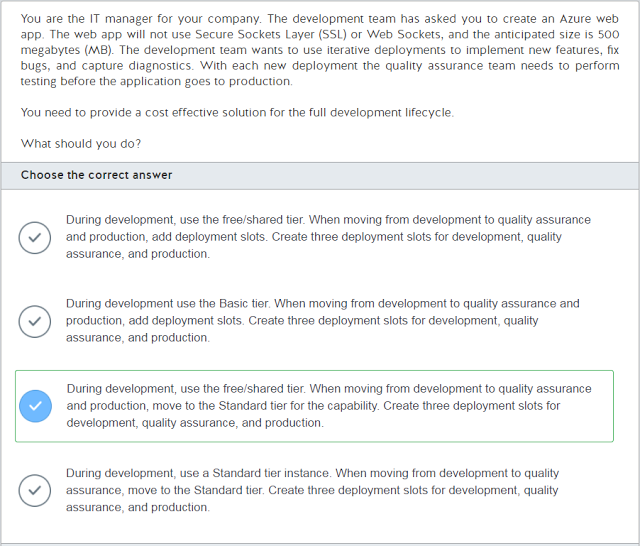 You are the IT manager for your company. The development team has asked you to create an Azure web
app. The web app will not use Secure Sockets Layer (SSL) or Web Sockets, and the anticipated size is 500
megabytes (MB). The development team wants to use iterative deployments to implement new features, fix
bugs, and capture diagnostics. With each new deployment the quality assurance team needs to perform
testing before the application goes to production.
You need to provide a cost effective solution for the full development lifecycle.
What should you do?
Choose the correct answer
During development, use the free/shared tier. When moving from development to quality assurance
and production, add deployment slots. Create three deployment slots for development, quality
assurance, and production.
During development use the Basic tier. When moving from development to quality assurance and
production, add deployment slots. Create three deployment slots for development, quality
assurance, and production.
During development, use the free/shared tier. When moving from development to quality assurance
and production, move to the Standard tier for the capability. Create three deployment slots for
development, quality assurance, and production.
During development, use a Standard tier instance. When moving from development to quality
assurance, move to the Standard tier. Create three deployment slots for development, quality
assurance, and production.